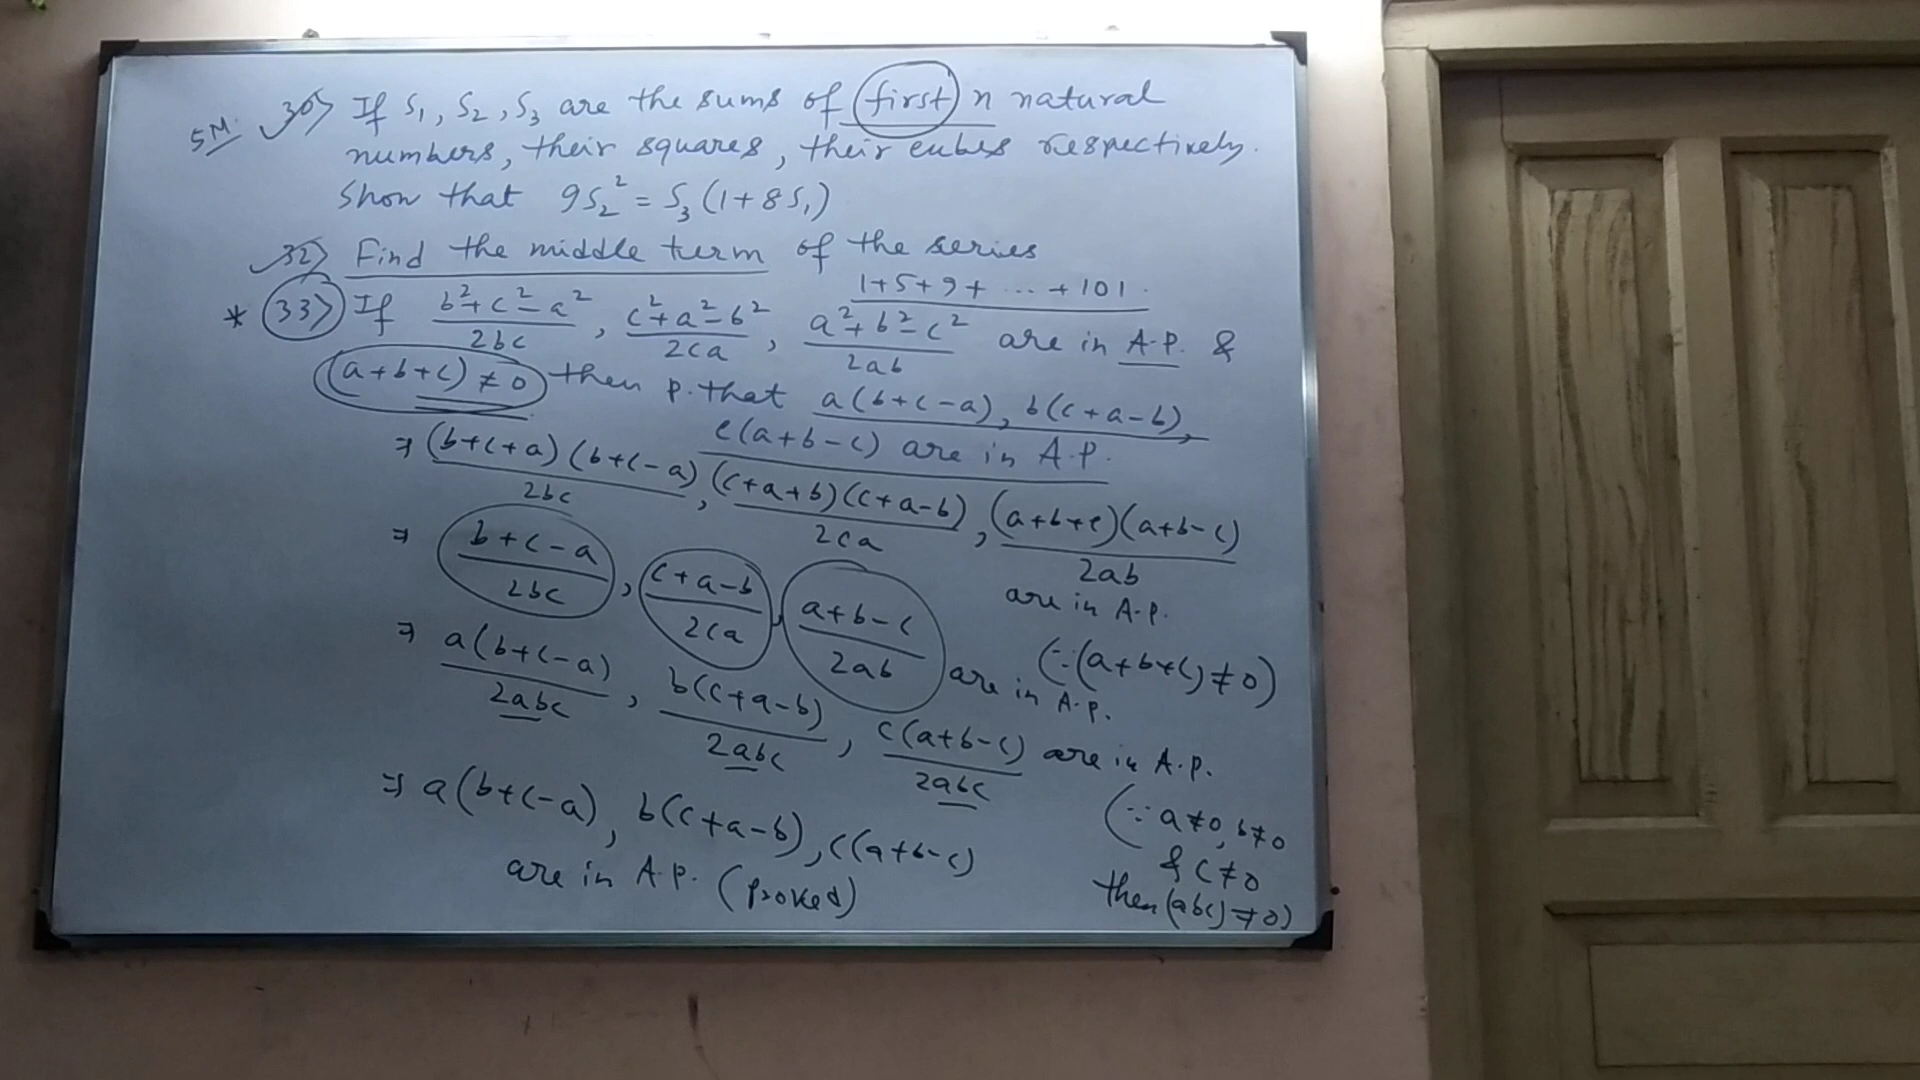 5M. 30) If S₁, S₂, S₃ are the sums of first n natural
numbers, their squares, their cubes respectively.
Show that 9S₂² = S₃(1+8S₁)
32) Find the middle term of the series
1+5+9+ ... +101.
* 33) If (b²+c²-a²)/2bc, (c²+a²-b²)/2ca, (a²+b²-c²)/2ab are in A.P. &
(a+b+c) ≠ 0 then p. that a(b+c-a), b(c+a-b),
c(a+b-c) are in A.P.
⇒ (b+c+a)(b+c-a)/2bc, (c+a+b)(c+a-b)/2ca, (a+b+c)(a+b-c)/2ab
are in A.P.
⇒ (b+c-a)/2bc, (c+a-b)/2ca, (a+b-c)/2ab are in A.P. (∵(a+b+c)≠0)
⇒ a(b+c-a)/2abc, b(c+a-b)/2abc, c(a+b-c)/2abc are in A.P.
(∵ a≠0, b≠0
& c≠0
then (abc)≠0)
⇒ a(b+c-a), b(c+a-b), c(a+b-c)
are in A.P. (proved)